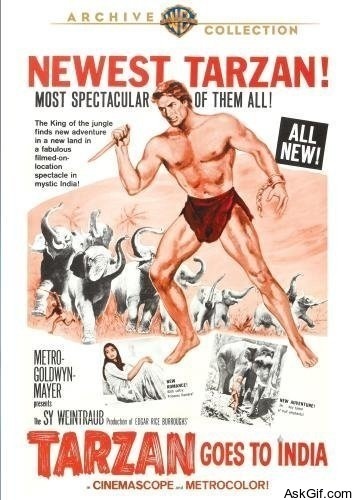 ARCHIVE WB COLLECTION
NEWEST TARZAN!
MOST SPECTACULAR OF THEM ALL!
The King of the jungle
finds new adventure
in a new land in
a fabulous
filmed-on-
location
spectacle in
mystic India!
ALL
NEW!
METRO-
GOLDWYN-
MAYER
presents
NEW
ROMANCE!
Princess
NEW ADVENTURE!
The SY WEINTRAUB Production of EDGAR RICE BURROUGHS'
TARZAN GOES TO INDIA
in CINEMASCOPE and METROCOLOR!
AskGif.com